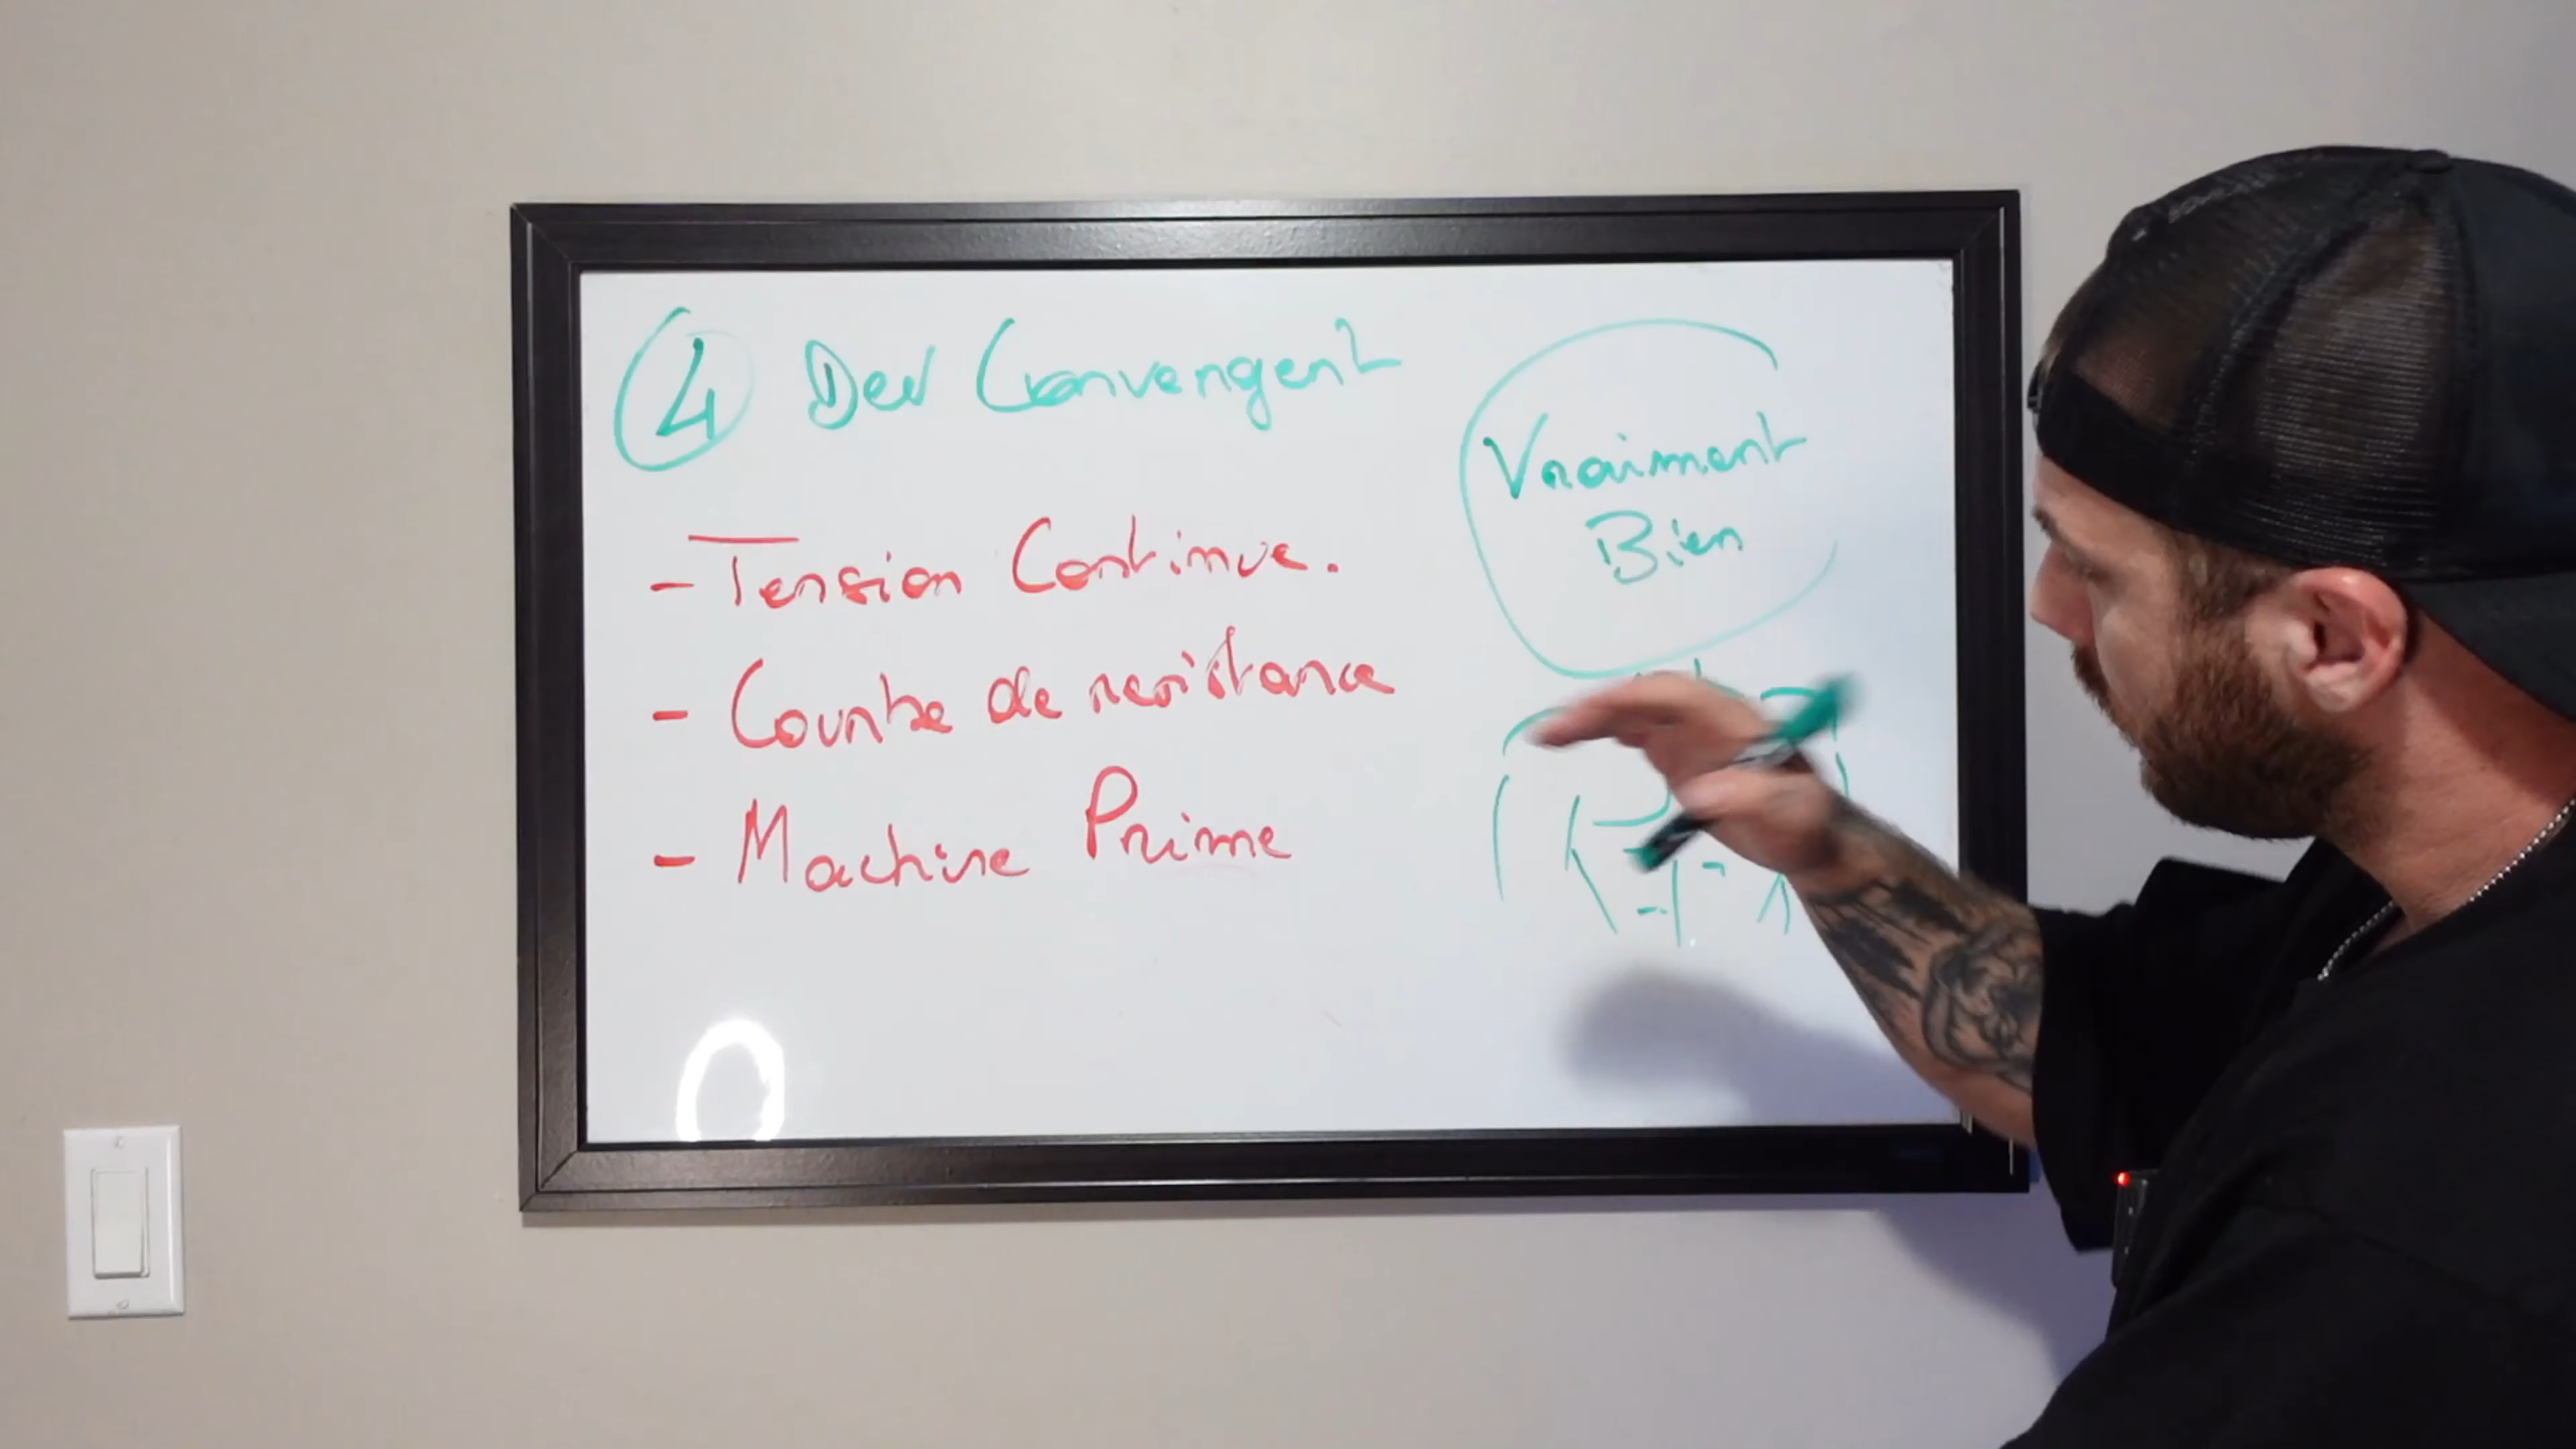 4 Dev Convergent
- Tension Continue.
- Courbe de resistance
- Machine Prime
Vraiment
Bien